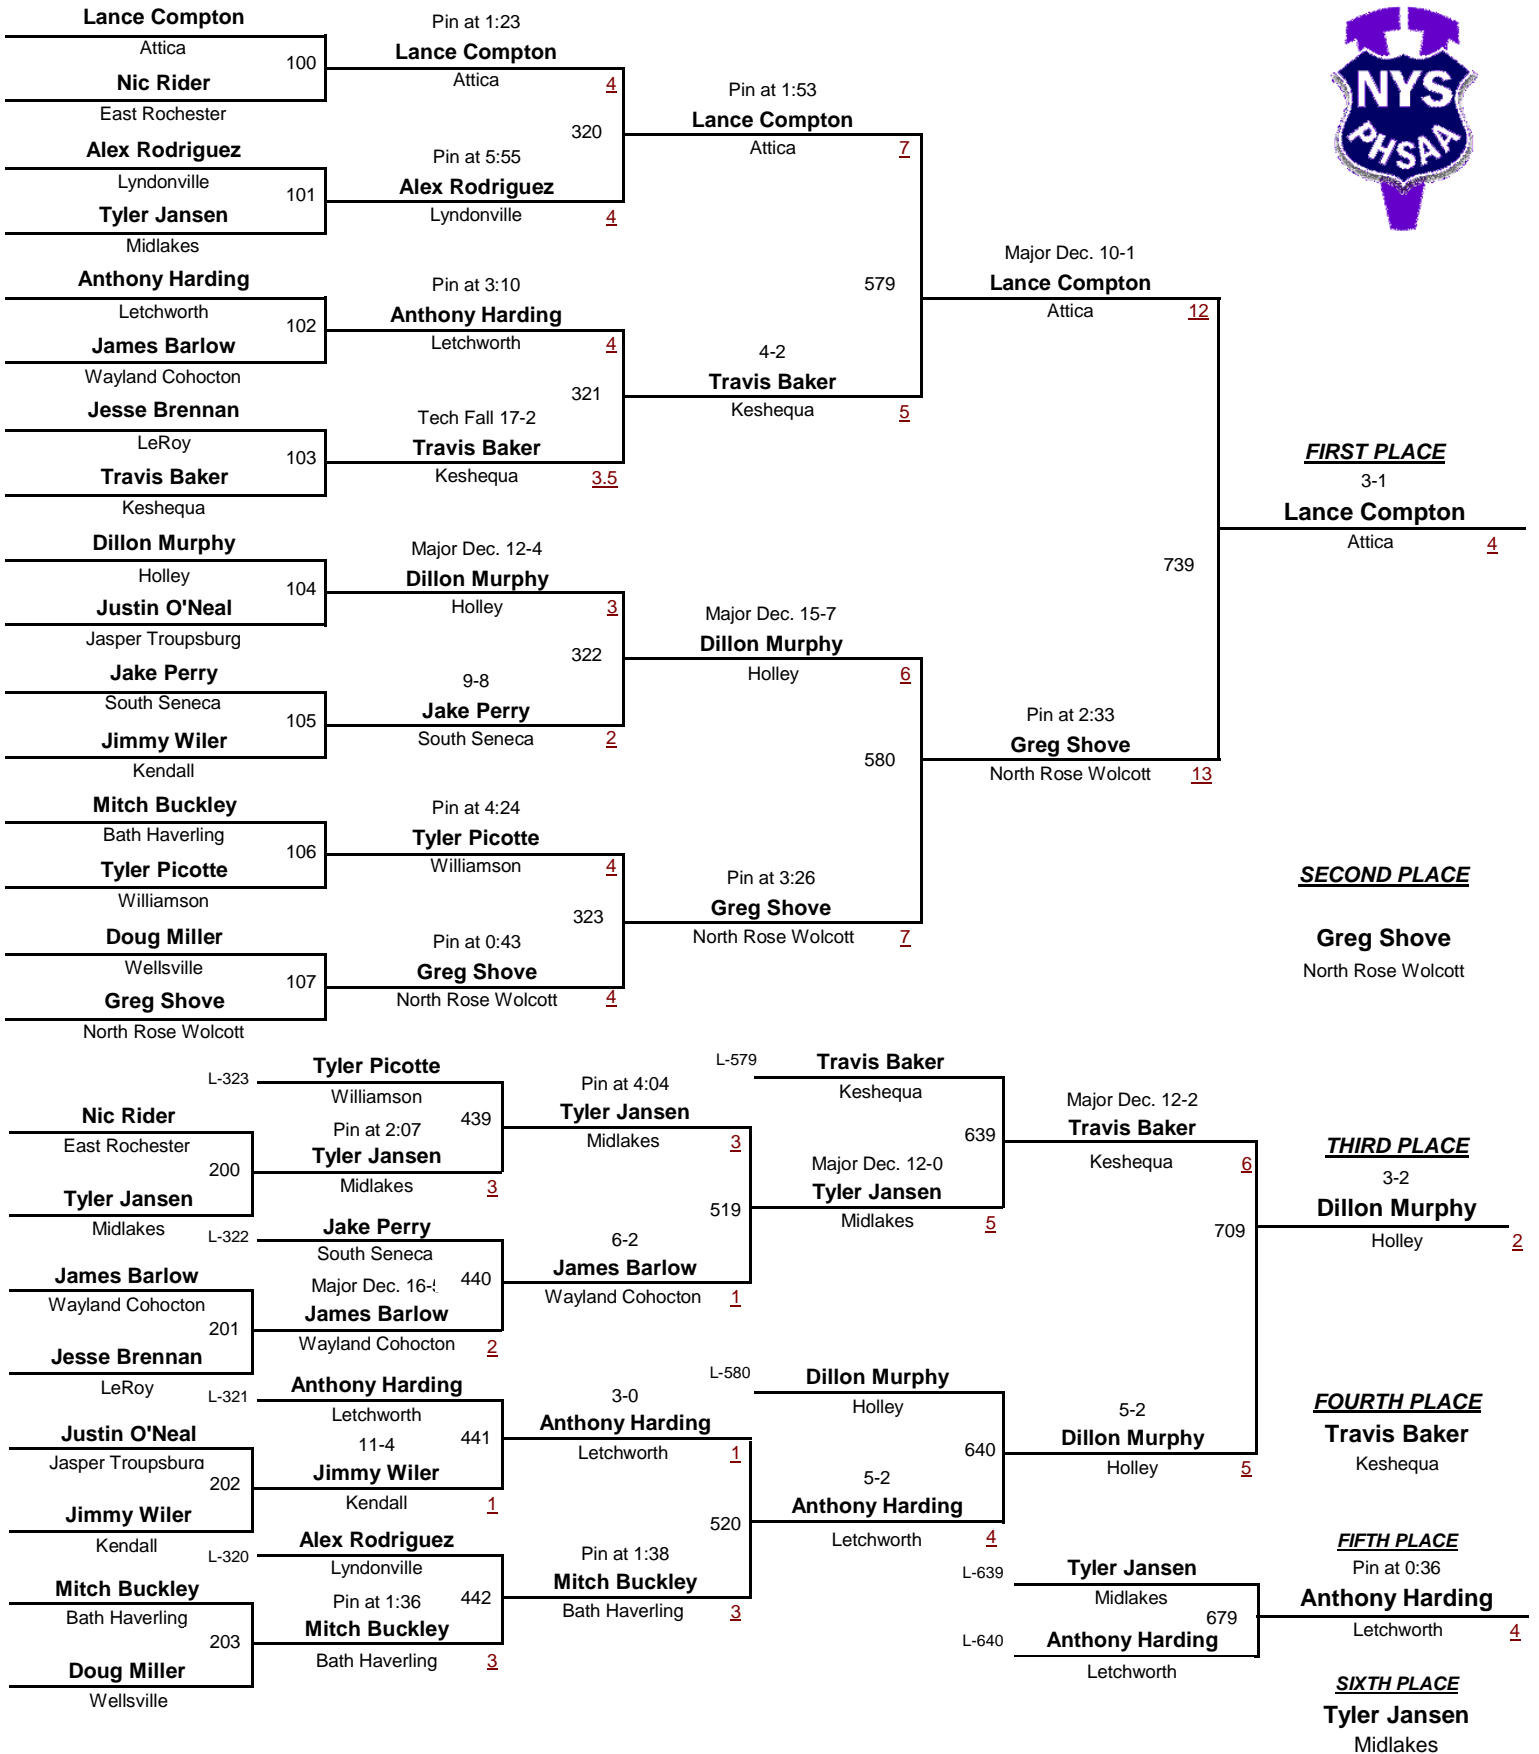 Lance Compton
Attica
100
Nic Rider
East Rochester
Alex Rodriguez
Lyndonville
101
Tyler Jansen
Midlakes
Anthony Harding
Letchworth
102
James Barlow
Wayland Cohocton
Jesse Brennan
LeRoy
103
Travis Baker
Keshequa
Dillon Murphy
Holley
104
Justin O'Neal
Jasper Troupsburg
Jake Perry
South Seneca
105
Jimmy Wiler
Kendall
Mitch Buckley
Bath Haverling
106
Tyler Picotte
Williamson
Doug Miller
Wellsville
107
Greg Shove
North Rose Wolcott
Pin at 1:23
Lance Compton
Attica
4
320
Pin at 5:55
Alex Rodriguez
Lyndonville
4
Pin at 3:10
Anthony Harding
Letchworth
4
321
Tech Fall 17-2
Travis Baker
Keshequa
3.5
Major Dec. 12-4
Dillon Murphy
Holley
3
322
9-8
Jake Perry
South Seneca
2
Pin at 4:24
Tyler Picotte
Williamson
4
323
Pin at 0:43
Greg Shove
North Rose Wolcott
4
Pin at 1:53
Lance Compton
Attica
7
579
4-2
Travis Baker
Keshequa
5
Major Dec. 15-7
Dillon Murphy
Holley
6
580
Pin at 3:26
Greg Shove
North Rose Wolcott
7
Major Dec. 10-1
Lance Compton
Attica
12
739
Pin at 2:33
Greg Shove
North Rose Wolcott
13
NYS
PHSAA
FIRST PLACE
3-1
Lance Compton
Attica
4
SECOND PLACE
Greg Shove
North Rose Wolcott
L-323
Tyler Picotte
Williamson
439
Nic Rider
East Rochester
200
Tyler Jansen
Midlakes
Pin at 2:07
Tyler Jansen
Midlakes
3
L-322
Jake Perry
South Seneca
440
James Barlow
Wayland Cohocton
201
Jesse Brennan
LeRoy
Major Dec. 16-
James Barlow
Wayland Cohocton
2
L-321
Anthony Harding
Letchworth
441
Justin O'Neal
Jasper Troupsburg
202
Jimmy Wiler
Kendall
11-4
Jimmy Wiler
Kendall
1
L-320
Alex Rodriguez
Lyndonville
442
Mitch Buckley
Bath Haverling
203
Doug Miller
Wellsville
Pin at 1:36
Mitch Buckley
Bath Haverling
3
Pin at 4:04
Tyler Jansen
Midlakes
3
519
6-2
James Barlow
Wayland Cohocton
1
3-0
Anthony Harding
Letchworth
1
520
Pin at 1:38
Mitch Buckley
Bath Haverling
3
L-579
Travis Baker
Keshequa
639
Major Dec. 12-0
Tyler Jansen
Midlakes
5
L-580
Dillon Murphy
Holley
640
5-2
Anthony Harding
Letchworth
4
Major Dec. 12-2
Travis Baker
Keshequa
6
709
5-2
Dillon Murphy
Holley
5
L-639
Tyler Jansen
Midlakes
679
L-640
Anthony Harding
Letchworth
THIRD PLACE
3-2
Dillon Murphy
Holley
2
FOURTH PLACE
Travis Baker
Keshequa
FIFTH PLACE
Pin at 0:36
Anthony Harding
Letchworth
4
SIXTH PLACE
Tyler Jansen
Midlakes